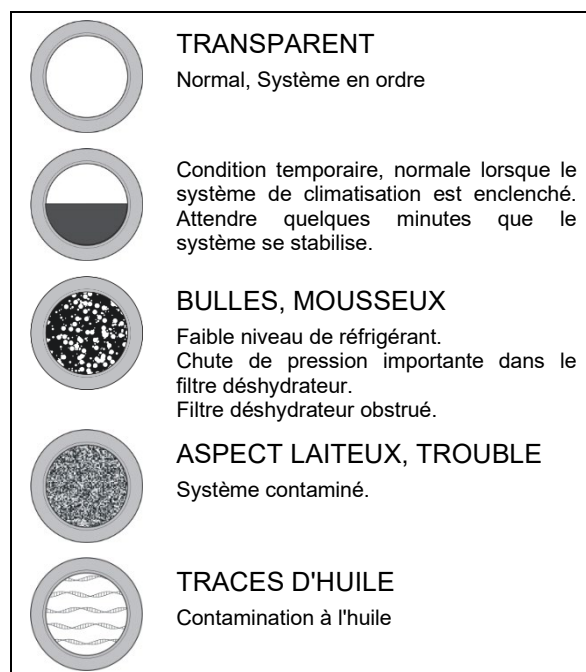 TRANSPARENT
Normal, Système en ordre
Condition temporaire, normale lorsque le
système de climatisation est enclenché.
Attendre quelques minutes que le
système se stabilise.
BULLES, MOUSSEUX
Faible niveau de réfrigérant.
Chute de pression importante dans le
filtre déshydrateur.
Filtre déshydrateur obstrué.
ASPECT LAITEUX, TROUBLE
Système contaminé.
TRACES D'HUILE
Contamination à l'huile